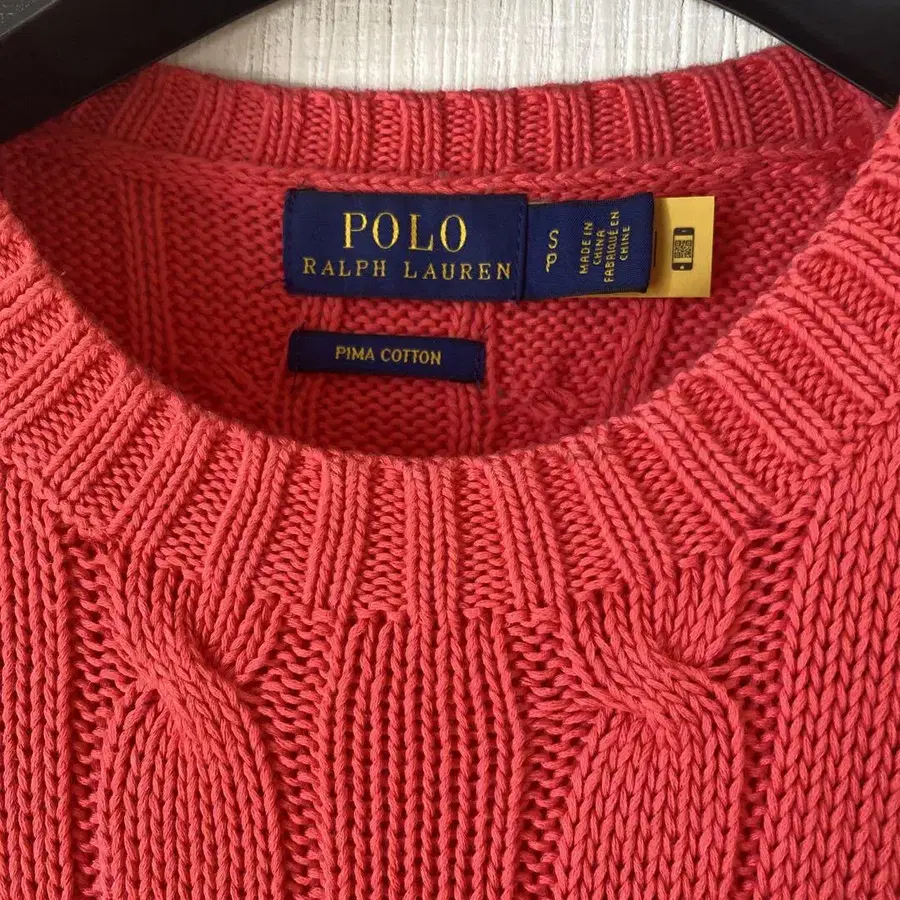 POLO
RALPH LAUREN
S
P
MADE IN
CHINA
FABRIQUÉ EN
CHINE
PIMA COTTON